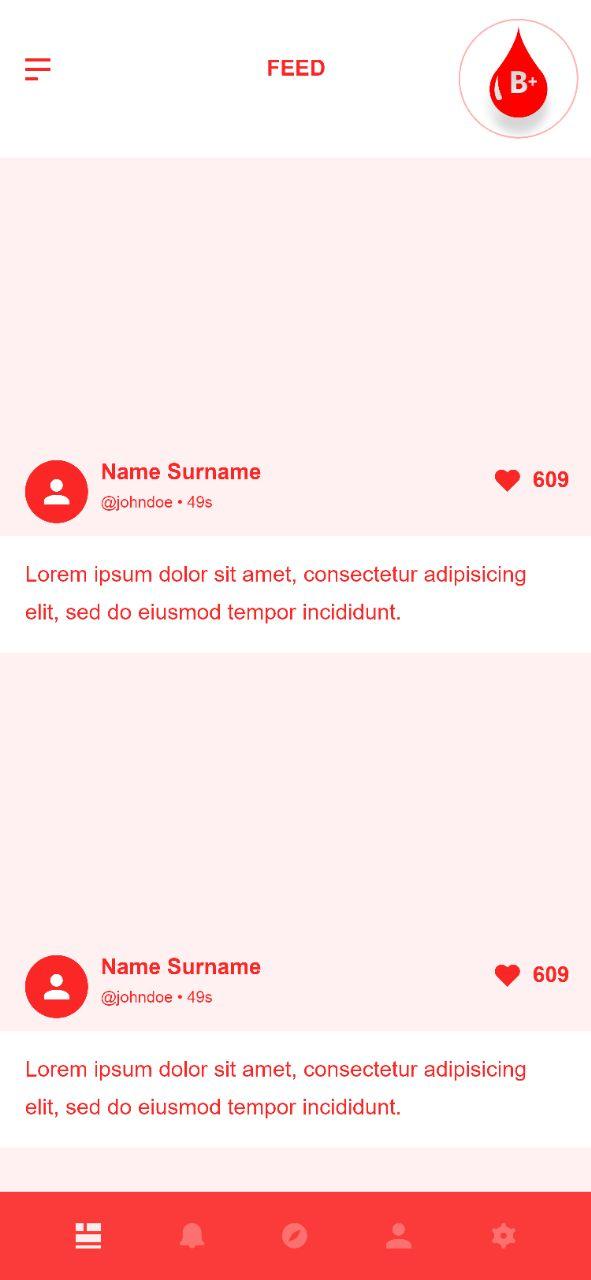 FEED
B+
Name Surname
@johndoe • 49s
609
Lorem ipsum dolor sit amet, consectetur adipisicing
elit, sed do eiusmod tempor incididunt.
Name Surname
@johndoe • 49s
609
Lorem ipsum dolor sit amet, consectetur adipisicing
elit, sed do eiusmod tempor incididunt.